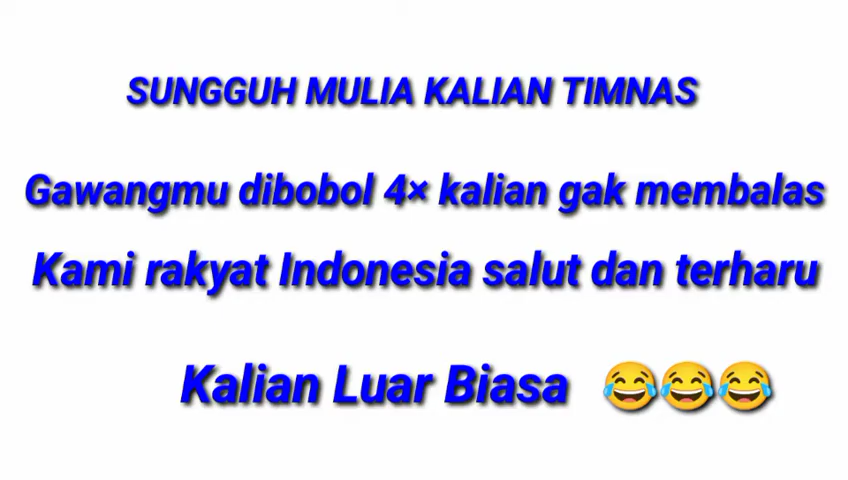 SUNGGUH MULIA KALIAN TIMNAS
Gawangmu dibobol 4× kalian gak membalas
Kami rakyat Indonesia salut dan terharu
Kalian Luar Biasa 😂😂😂